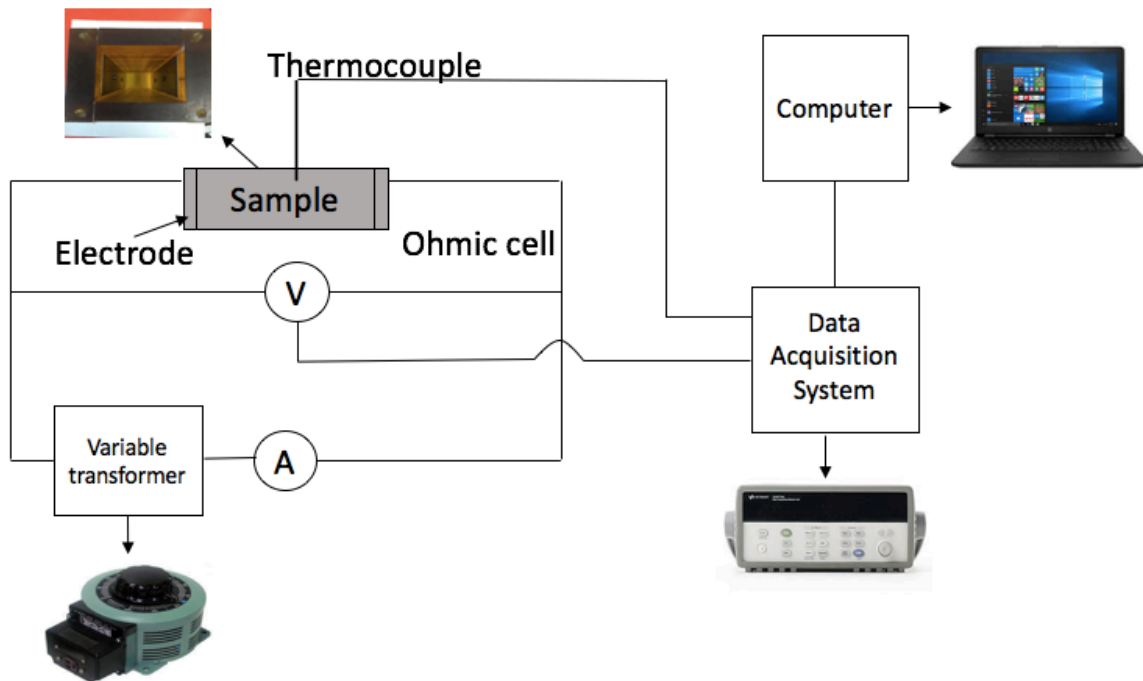 Thermocouple
Computer
Sample
Electrode
Ohmic cell
V
Data
Acquisition
System
Variable
transformer
A